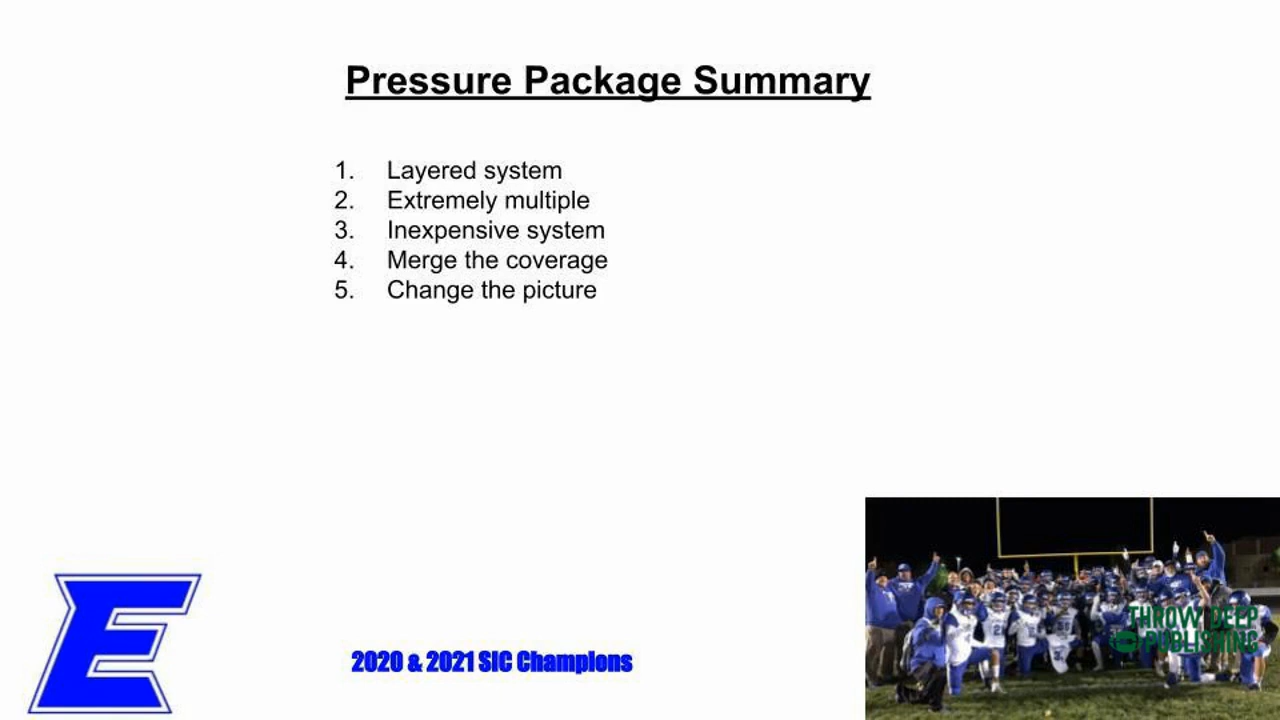 Pressure Package Summary
1. Layered system
2. Extremely multiple
3. Inexpensive system
4. Merge the coverage
5. Change the picture
E
2020 & 2021 SIC Champions
THROW DEEP
PUBLISHING